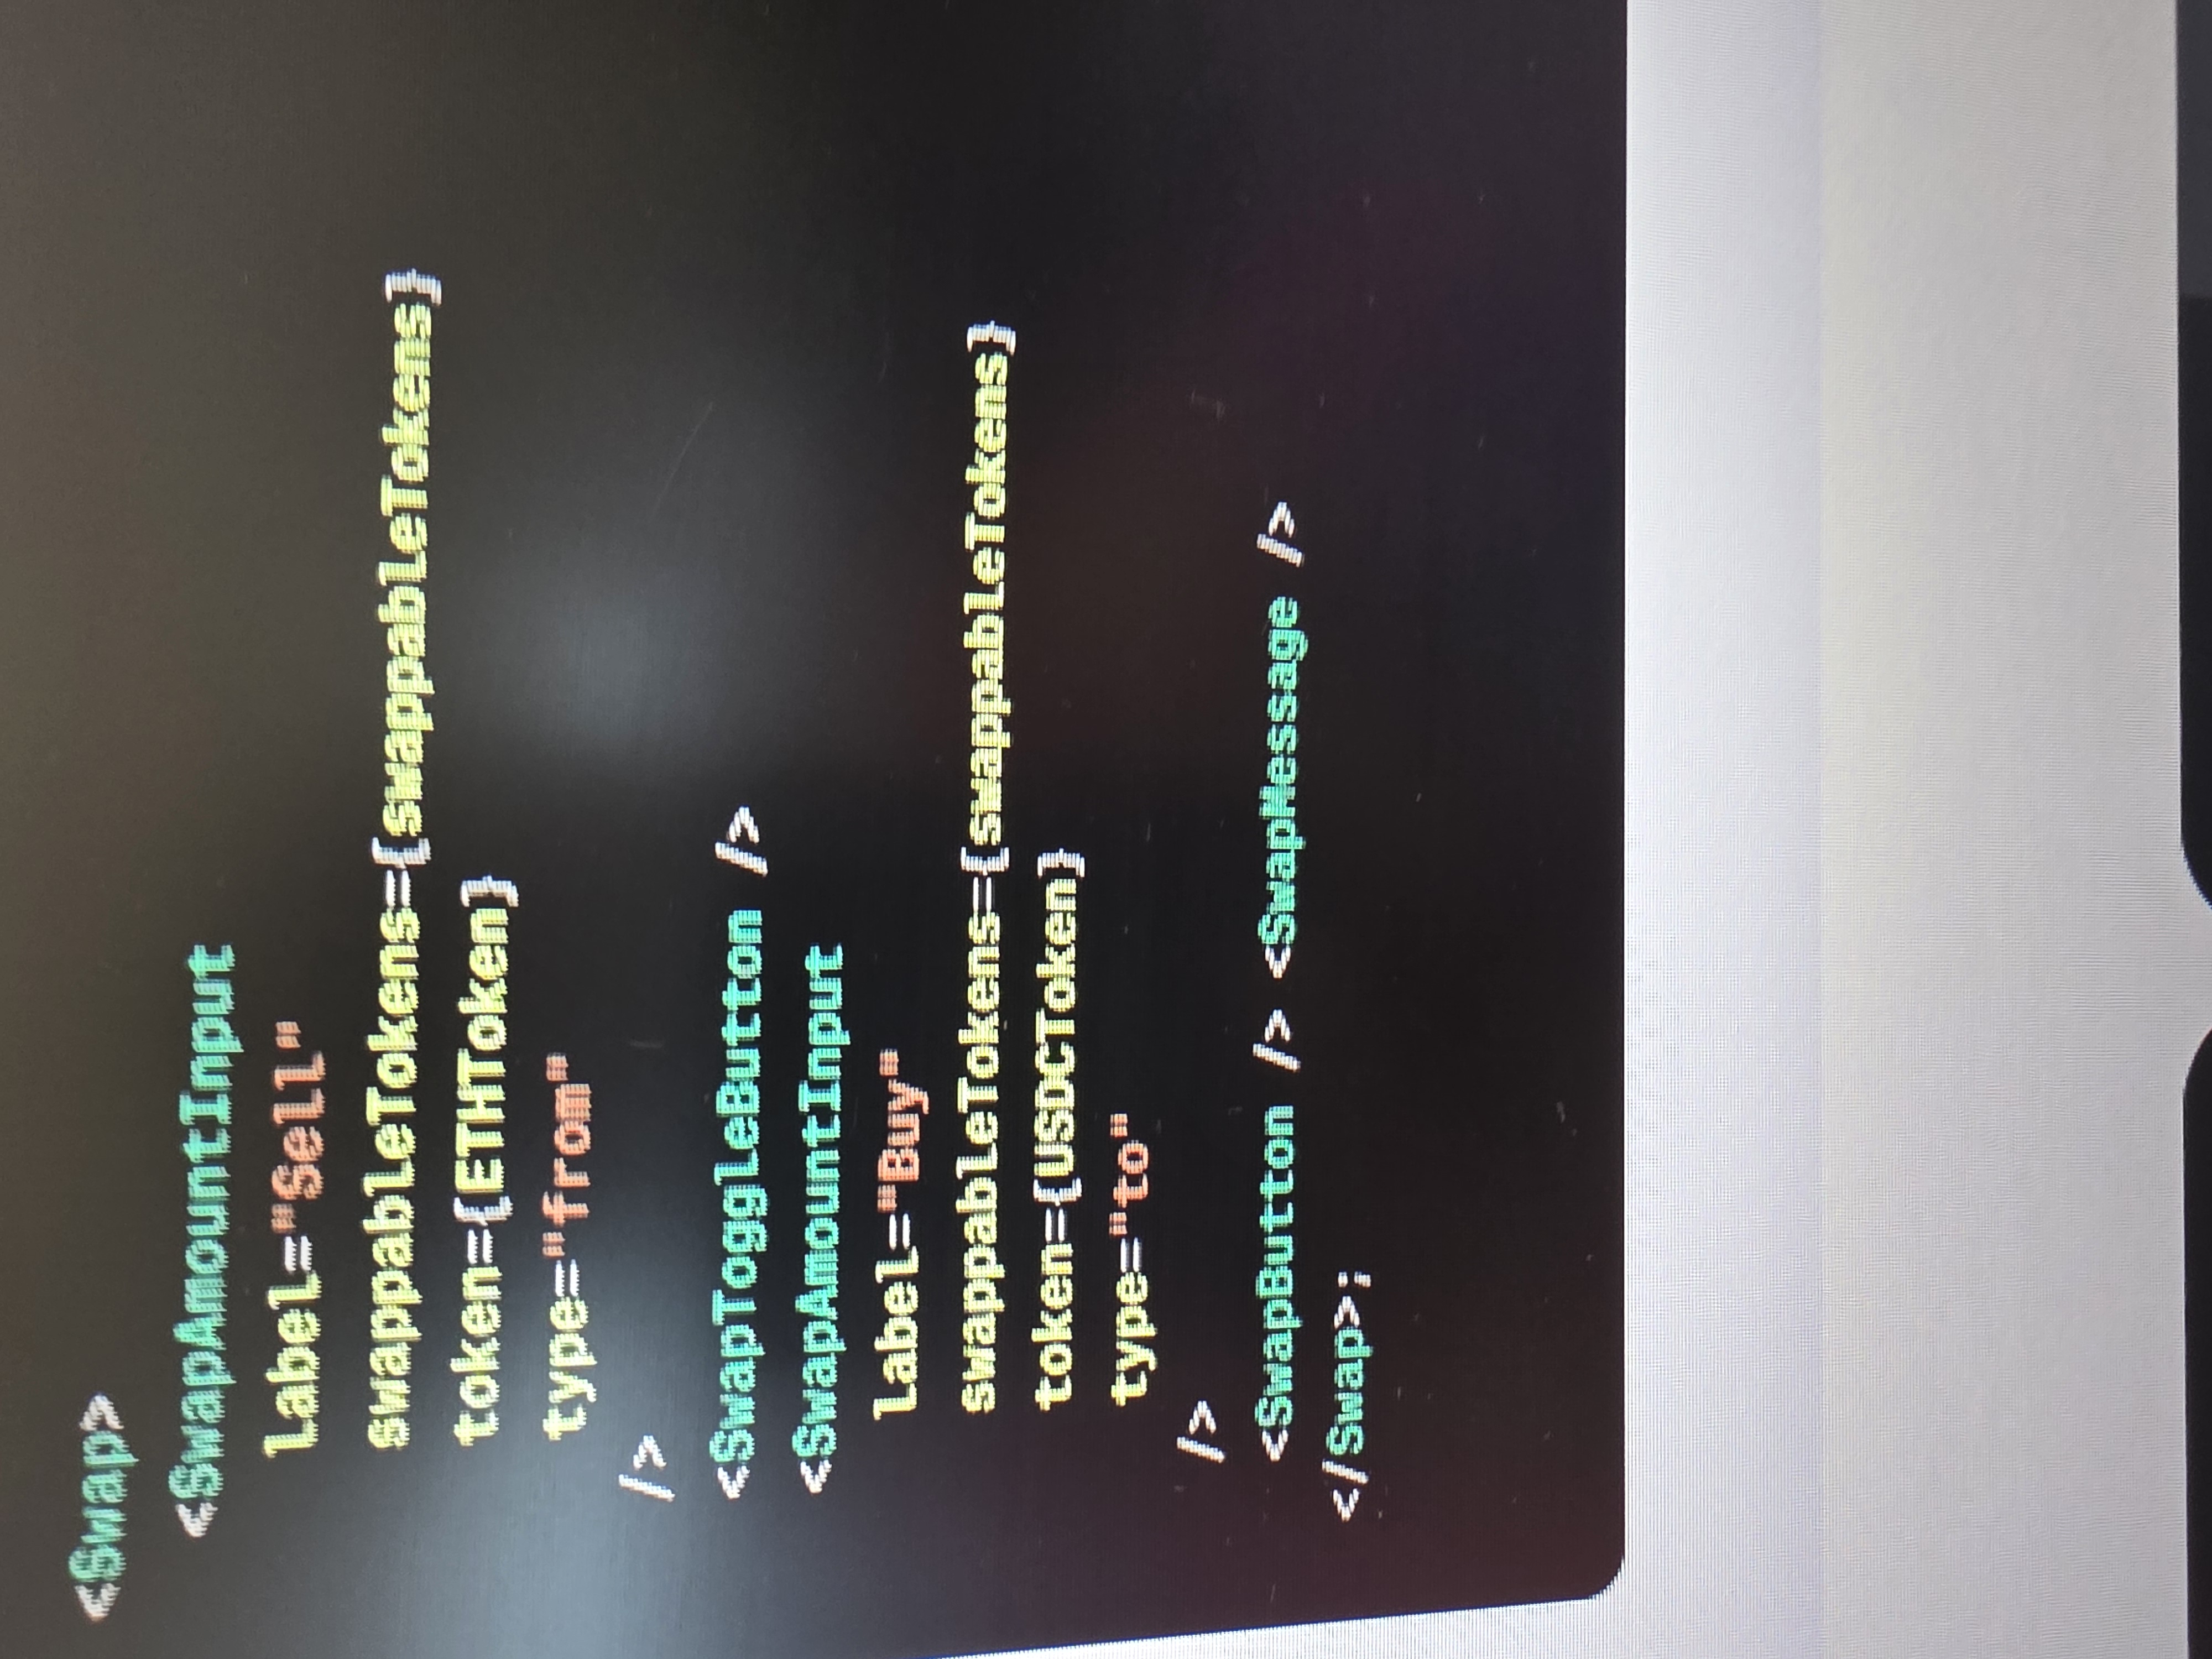 <Swap>
<SwapAmountInput
label="Sell"
swappableTokens={swappableTokens}
token={ETHToken}
type="from"
/>
<SwapToggleButton />
<SwapAmountInput
label="Buy"
swappableTokens={swappableTokens}
token={USDCToken}
type="to"
/>
<SwapButton /> <SwapMessage />
</Swap>;